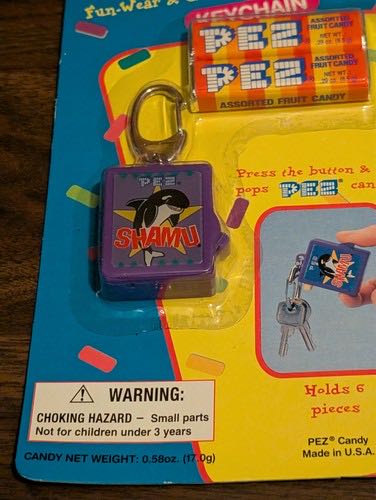 Fun-Wear &
KEYCHAIN
PEZ
ASSORTED
FRUIT CANDY
NET WT.
PEZ
ASSORTED
FRUIT CANDY
NET WT.
ASSORTED FRUIT CANDY
Press the button &
pops PEZ®
PEZ
SHAMU
PEZ
SHAMU
Holds 6
pieces
WARNING:
CHOKING HAZARD – Small parts
Not for children under 3 years
PEZ® Candy
Made in U.S.A.
CANDY NET WEIGHT: 0.58oz. (17.0g)